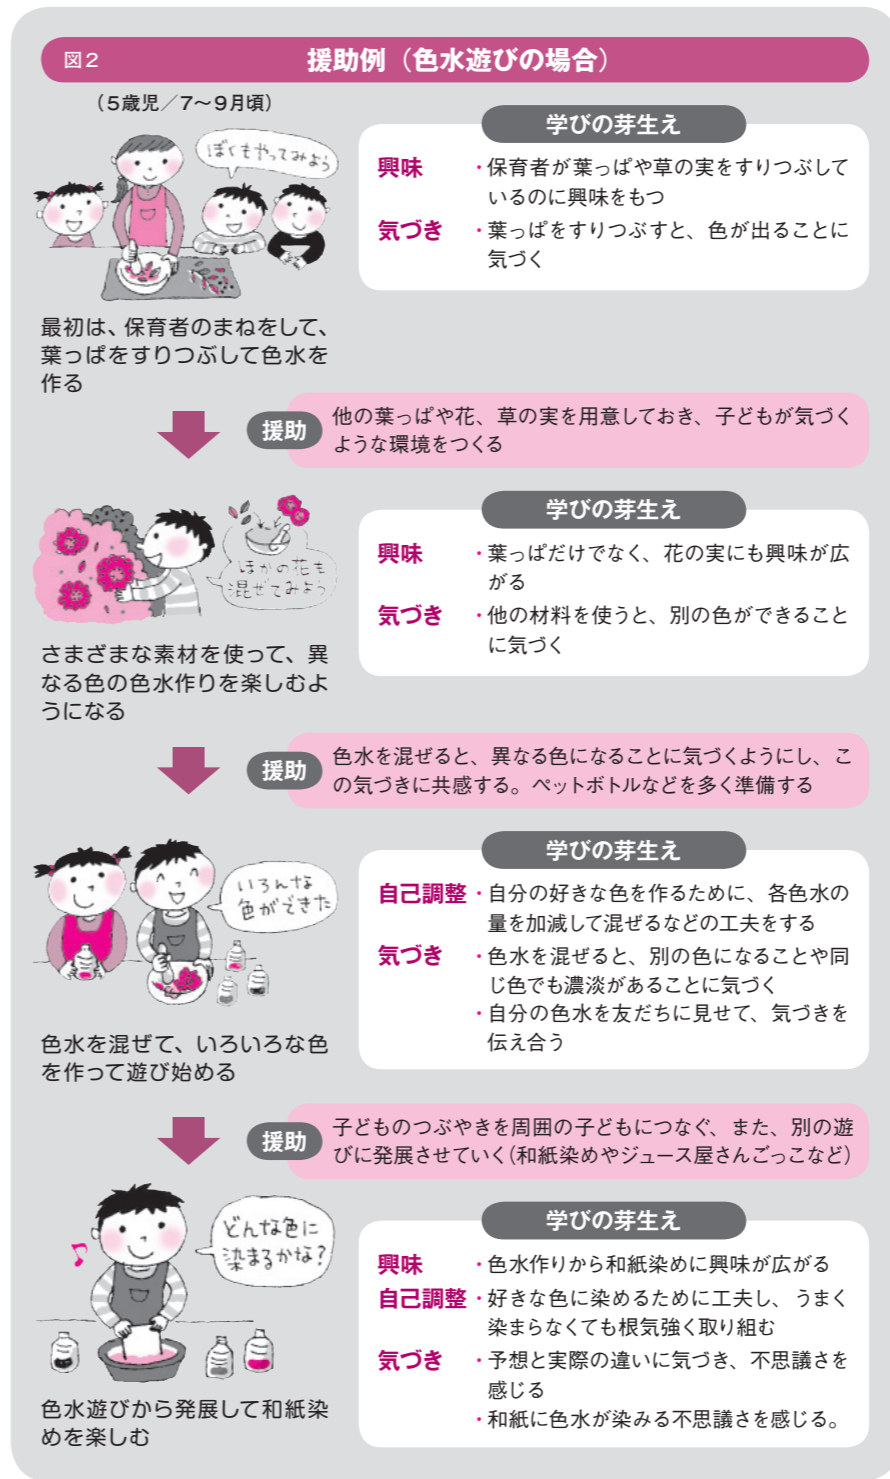 図2
援助例（色水遊びの場合）
（5歳児／7～9月頃）
ぼくもやってみよう
最初は、保育者のまねをして、
葉っぱをすりつぶして色水を
作る
学びの芽生え
興味 ・保育者が葉っぱや草の実をすりつぶして
いるのに興味をもつ
気づき ・葉っぱをすりつぶすと、色が出ることに
気づく
援助
他の葉っぱや花、草の実を用意しておき、子どもが気づく
ような環境をつくる
ほかの花も
混ぜてみよう
さまざまな素材を使って、異
なる色の色水作りを楽しむよ
うになる
学びの芽生え
興味 ・葉っぱだけでなく、花の実にも興味が広
がる
気づき ・他の材料を使うと、別の色ができること
に気づく
援助
色水を混ぜると、異なる色になることに気づくようにし、こ
の気づきに共感する。ペットボトルなどを多く準備する
いろんな
色ができた
色水を混ぜて、いろいろな色
を作って遊び始める
学びの芽生え
自己調整 ・自分の好きな色を作るために、各色水の
量を加減して混ぜるなどの工夫をする
気づき ・色水を混ぜると、別の色になることや同
じ色でも濃淡があることに気づく
・自分の色水を友だちに見せて、気づきを
伝え合う
援助
子どものつぶやきを周囲の子どもにつなぐ、また、別の遊
びに発展させていく（和紙染めやジュース屋さんごっこなど）
どんな色に
染まるかな？
色水遊びから発展して和紙染
めを楽しむ
学びの芽生え
興味 ・色水作りから和紙染めに興味が広がる
自己調整 ・好きな色に染めるために工夫し、うまく
染まらなくても根気強く取り組む
気づき ・予想と実際の違いに気づき、不思議さを
感じる
・和紙に色水が染みる不思議さを感じる。